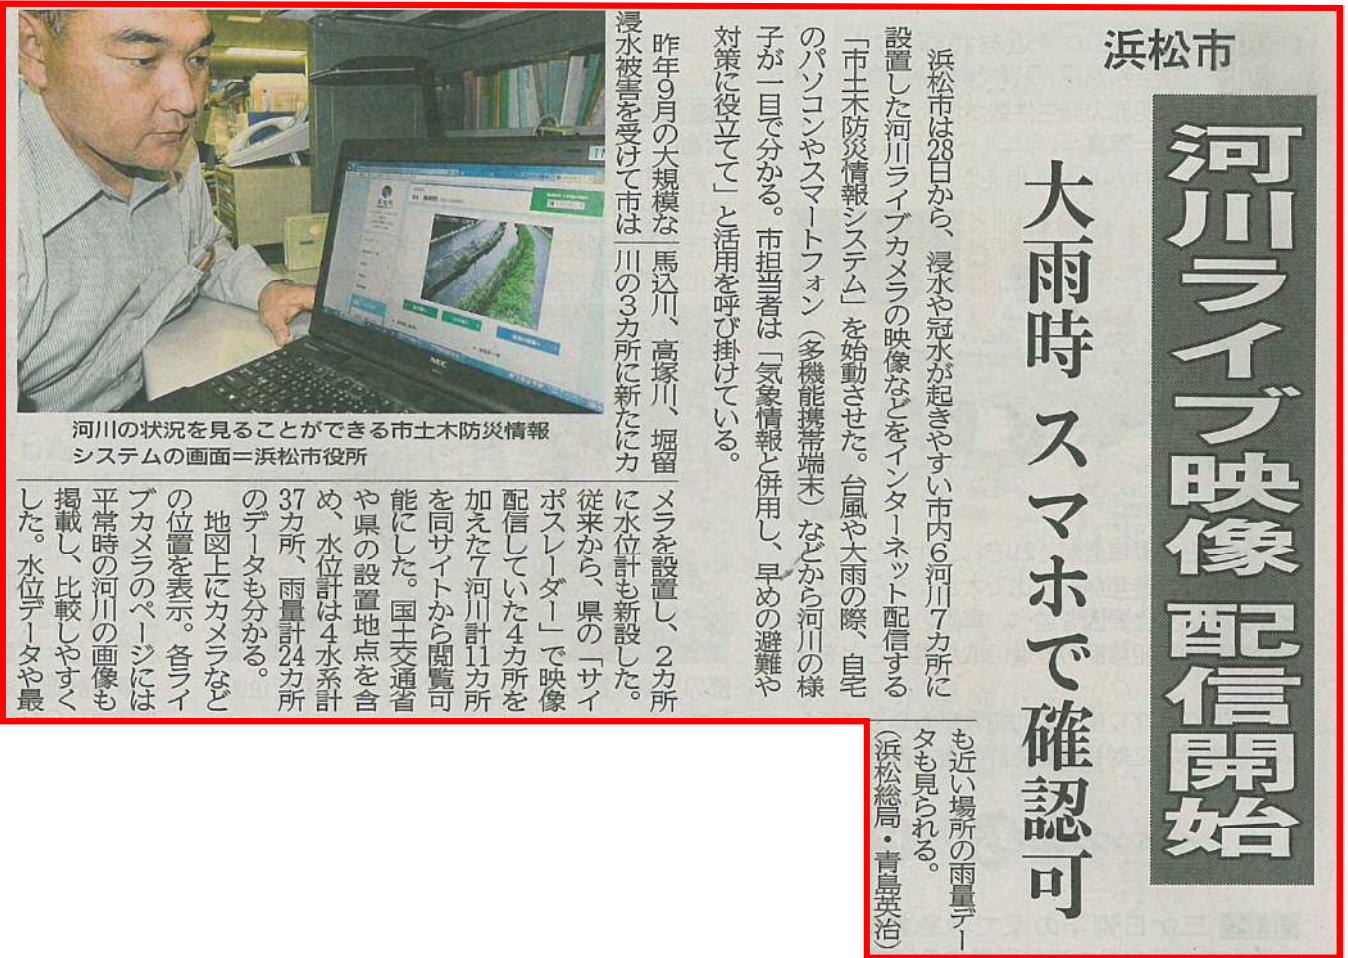 浜松市
河川ライブ映像 配信開始
大雨時 スマホで確認可
浜松市は28日から、浸水や冠水が起きやすい市内６河川７カ所に
設置した河川ライブカメラの映像などをインターネット配信する
「市土木防災情報システム」を始動させた。台風や大雨の際、自宅
のパソコンやスマートフォン（多機能携帯端末）などから河川の様
子が一目で分かる。市担当者は「気象情報と併用し、早めの避難や
対策に役立てて」と活用を呼び掛けている。
昨年９月の大規模な
浸水被害を受けて市は
馬込川、高塚川、堀留
川の３カ所に新たにカ
メラを設置し、２カ所
に水位計も新設した。
従来から、県の「サイ
ポスレーダー」で映像
配信していた４カ所を
加えた７河川計11カ所
を同サイトから閲覧可
能にした。国土交通省
や県の設置地点を含
め、水位計は４水系計
37カ所、雨量計24カ所
のデータも分かる。
地図上にカメラなど
の位置を表示。各ライ
ブカメラのページには
平常時の河川の画像も
掲載し、比較しやすく
した。水位データや最
も近い場所の雨量デー
タも見られる。
（浜松総局・青島英治）
河川の状況を見ることができる市土木防災情報
システムの画面＝浜松市役所
NEC